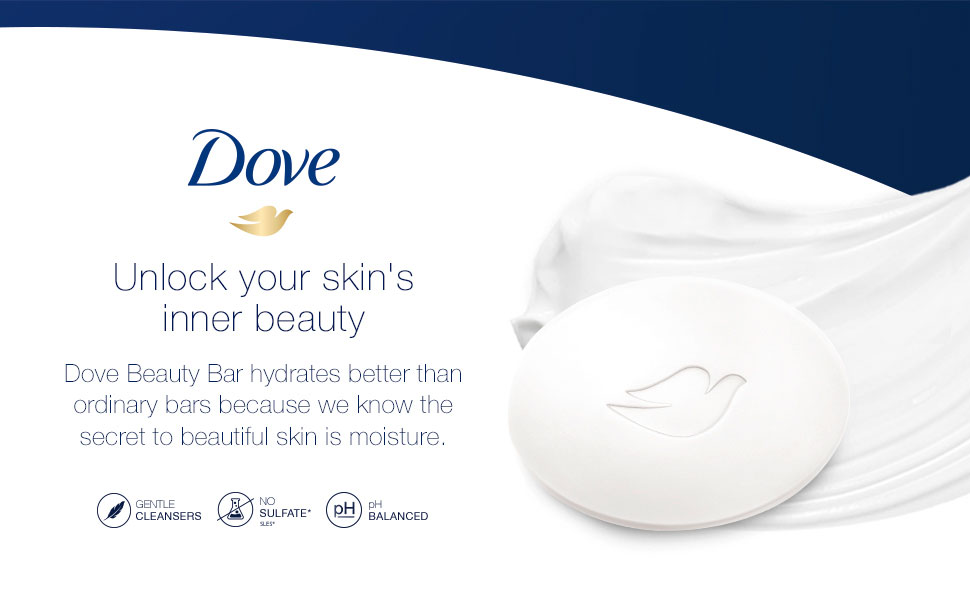 Dove
Unlock your skin's
inner beauty
Dove Beauty Bar hydrates better than
ordinary bars because we know the
secret to beautiful skin is moisture.
GENTLE
CLEANSERS
NO
SULFATE*
SLES*
pH
pH
BALANCED